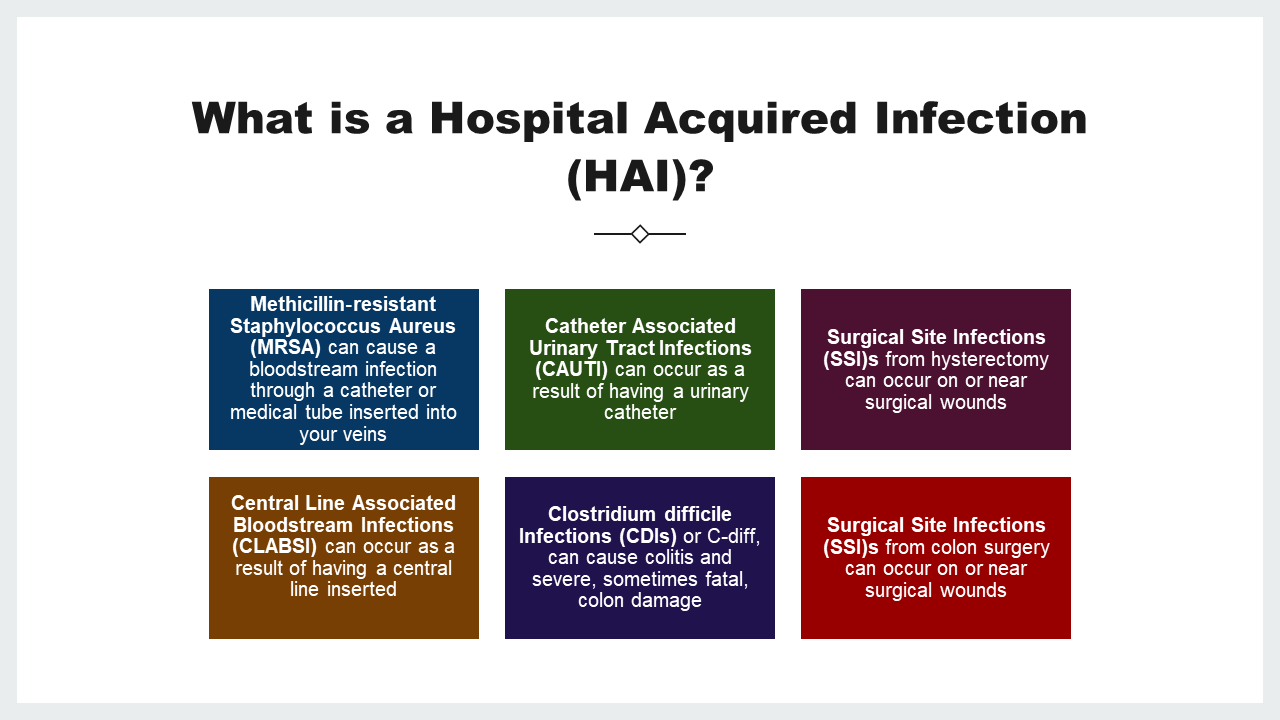 What is a Hospital Acquired Infection
(HAI)?
Methicillin-resistant
Staphylococcus Aureus
(MRSA) can cause a
bloodstream infection
through a catheter or
medical tube inserted into
your veins
Catheter Associated
Urinary Tract Infections
(CAUTI) can occur as a
result of having a urinary
catheter
Surgical Site Infections
(SSI)s from hysterectomy
can occur on or near
surgical wounds
Central Line Associated
Bloodstream Infections
(CLABSI) can occur as a
result of having a central
line inserted
Clostridium difficile
Infections (CDIs) or C-diff,
can cause colitis and
severe, sometimes fatal,
colon damage
Surgical Site Infections
(SSI)s from colon surgery
can occur on or near
surgical wounds